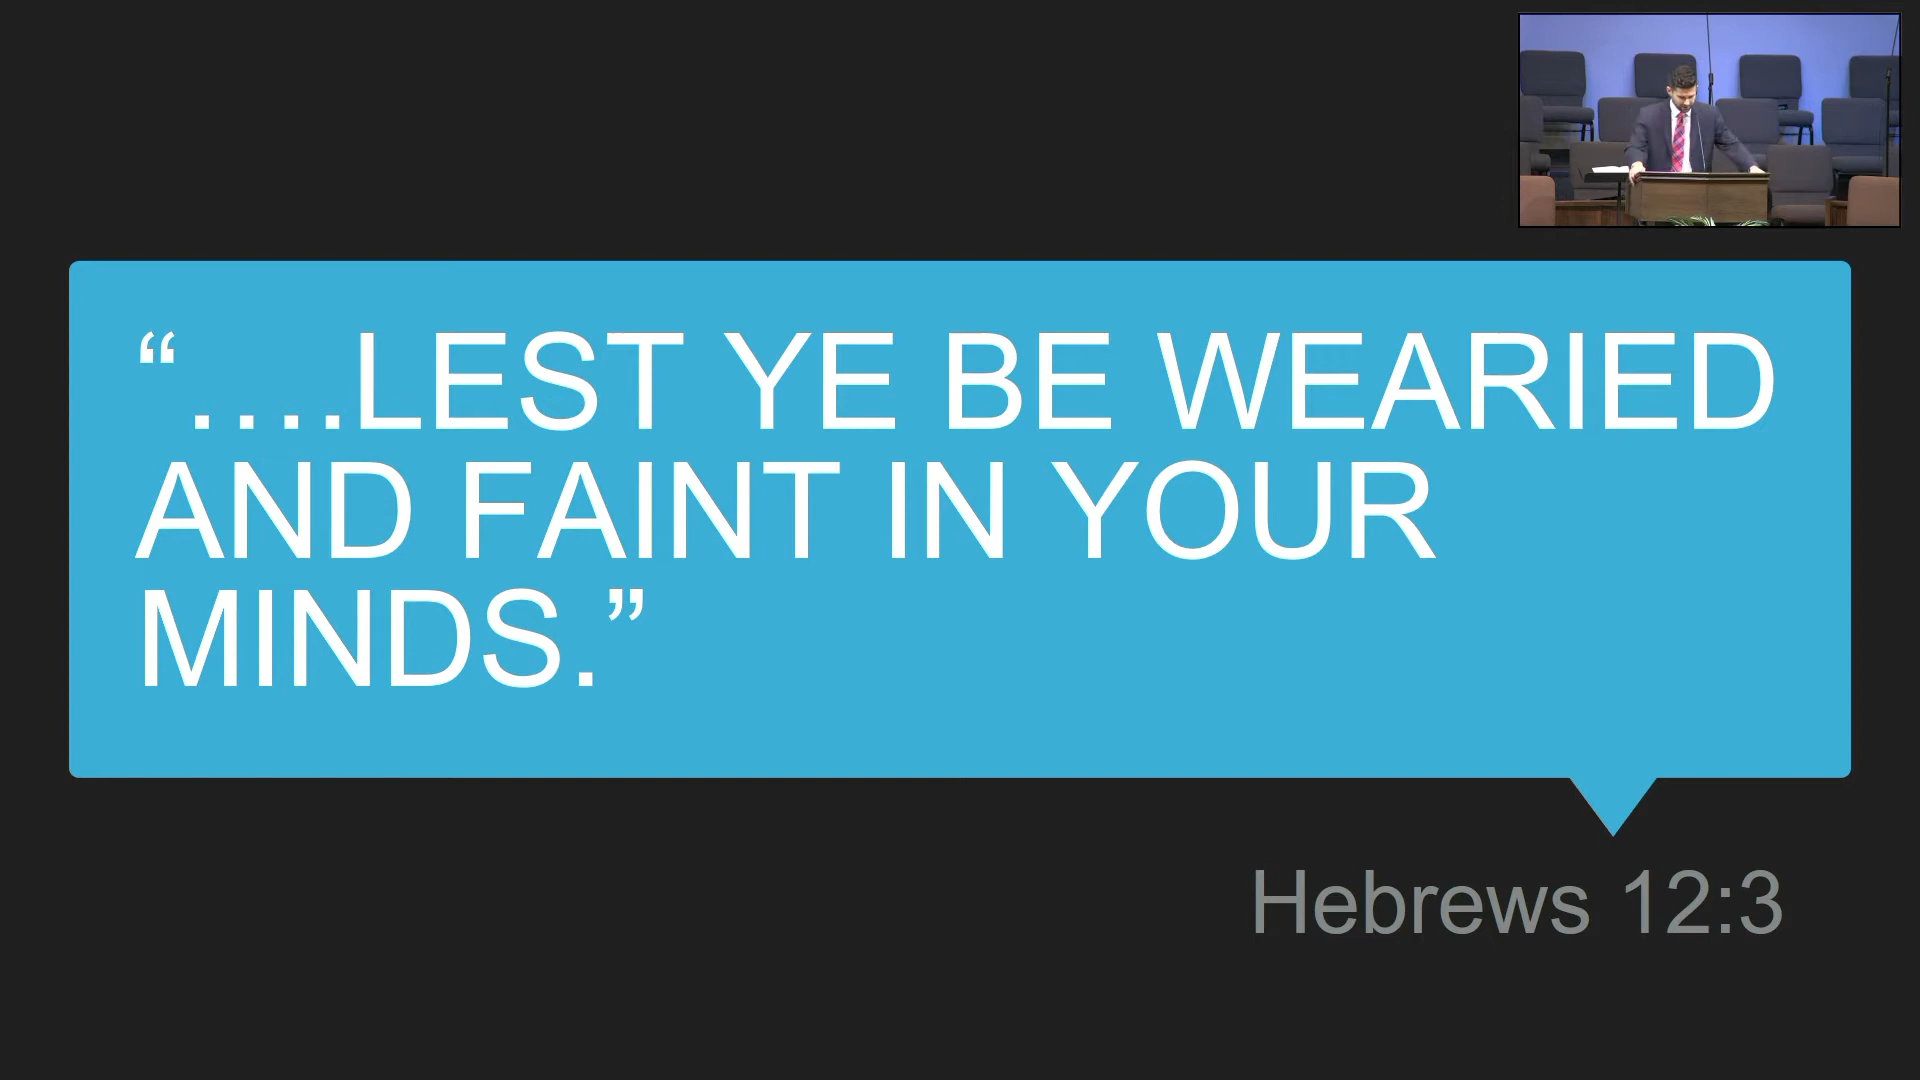 “….LEST YE BE WEARIED
AND FAINT IN YOUR
MINDS.”
Hebrews 12:3